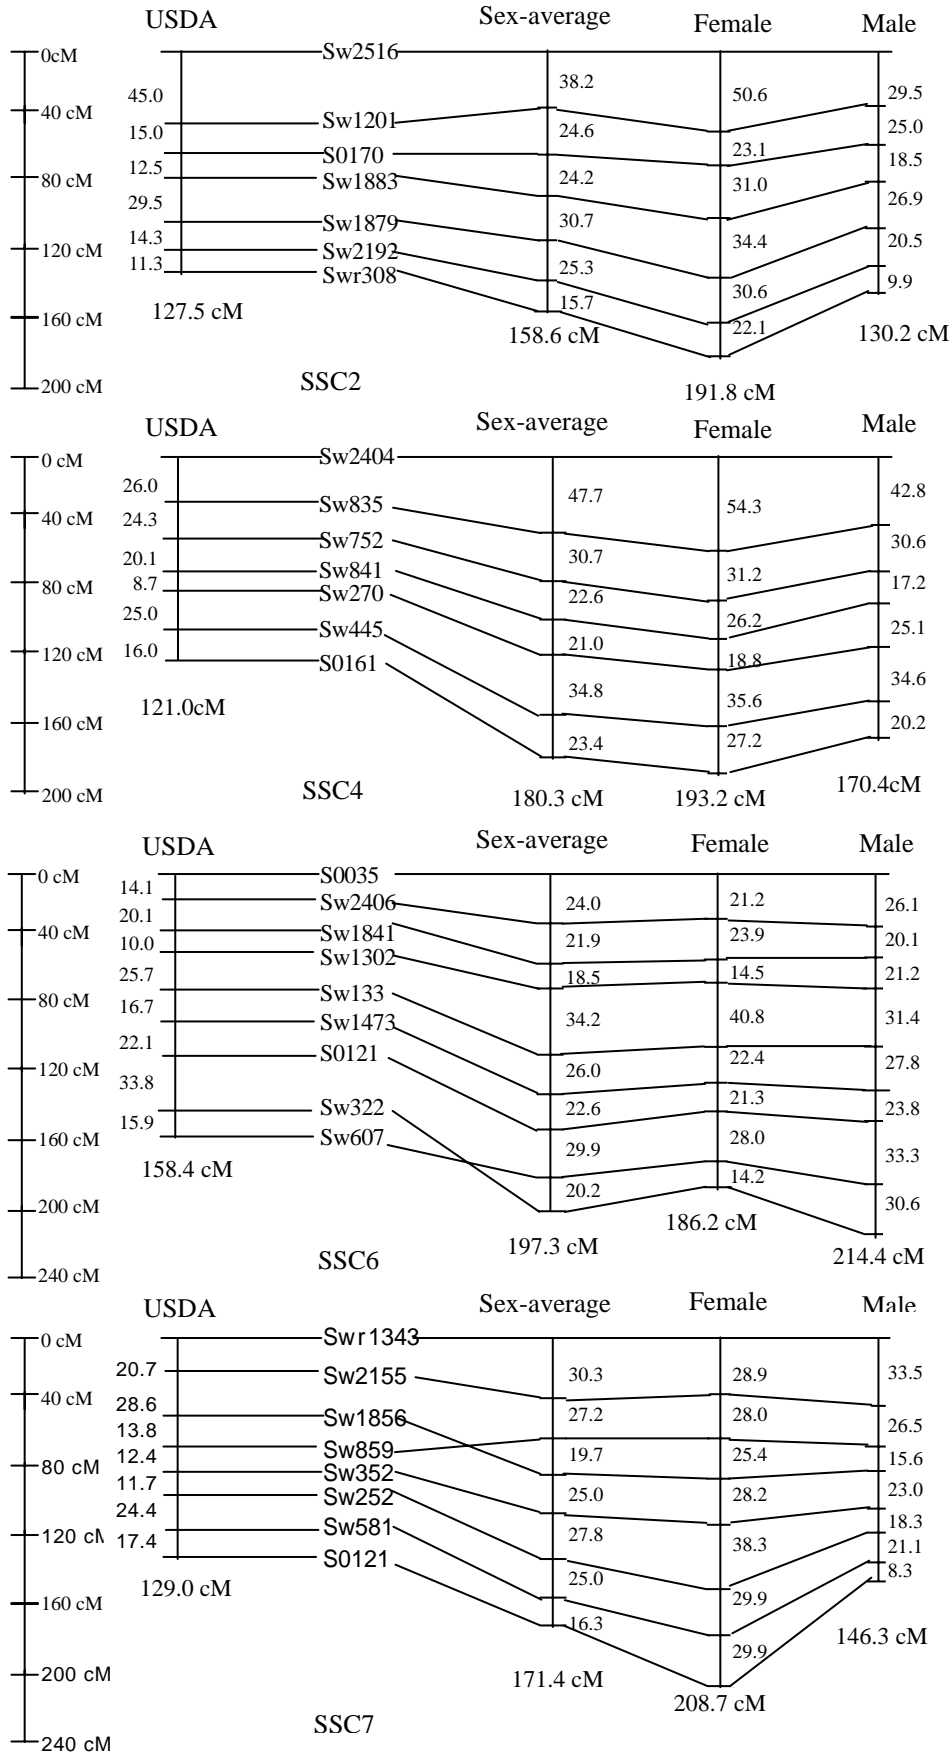 USDA Sex-average Female Male
0cM Sw2516
45.0 38.2 50.6 29.5
40 cM Sw1201
15.0 24.6 23.1 25.0
S0170
12.5 24.2 31.0 18.5
80 cM Sw1883
29.5 30.7 34.4 26.9
Sw1879
14.3 25.3 30.6 20.5
120 cM Sw2192
11.3 15.7 22.1 9.9
Swr308
160 cM
127.5 cM 158.6 cM 191.8 cM 130.2 cM
200 cM
SSC2
USDA Sex-average Female Male
0 cM Sw2404
26.0 47.7 54.3 42.8
Sw835
40 cM
24.3 30.7 31.2 30.6
Sw752
20.1 22.6 26.2 17.2
Sw841
80 cM
8.7 21.0 18.8 25.1
Sw270
25.0 34.8 35.6 34.6
Sw445
120 cM
16.0 23.4 27.2 20.2
S0161
160 cM
121.0cM 180.3 cM 193.2 cM 170.4cM
200 cM
SSC4
USDA Sex-average Female Male
0 cM S0035
14.1 24.0 21.2 26.1
Sw2406
20.1 21.9 23.9 20.1
40 cM Sw1841
10.0 18.5 14.5 21.2
Sw1302
25.7 34.2 40.8 31.4
80 cM Sw133
16.7 26.0 22.4 27.8
Sw1473
22.1 22.6 21.3 23.8
S0121
120 cM
33.8 29.9 28.0 33.3
Sw322
15.9 20.2 14.2 30.6
160 cM Sw607
158.4 cM 197.3 cM 186.2 cM 214.4 cM
200 cM
240 cM
SSC6
USDA Sex-average Female Male
0 cM Swr1343
20.7 30.3 28.9 33.5
Sw2155
40 cM
28.6 27.2 28.0 26.5
Sw1856
13.8 19.7 25.4 15.6
Sw859
12.4 25.0 28.2 23.0
80 cM Sw352
11.7 27.8 38.3 18.3
Sw252
24.4 25.0 29.9 21.1
Sw581
120 cM
17.4 16.3 29.9 8.3
S0121
129.0 cM 171.4 cM 208.7 cM 146.3 cM
160 cM
200 cM
240 cM
SSC7